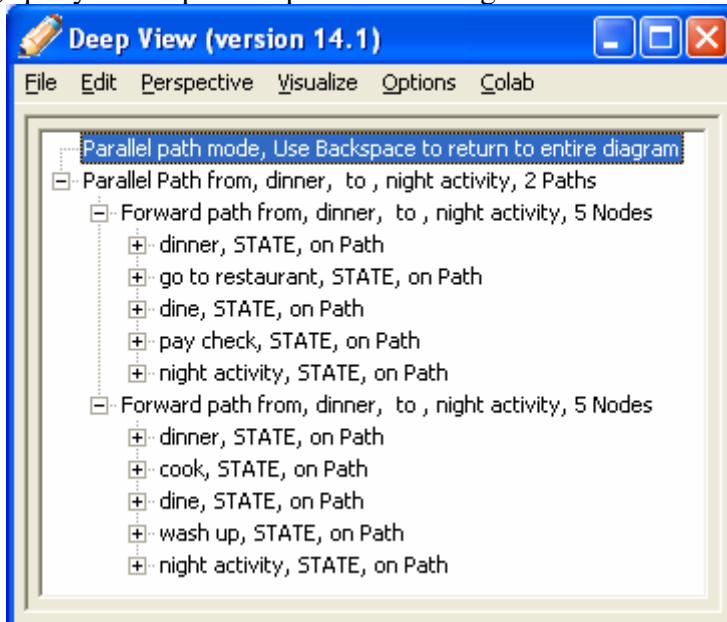 Deep View (version 14.1)
File Edit Perspective Visualize Options Colab
Parallel path mode, Use Backspace to return to entire diagram
Parallel Path from, dinner, to , night activity, 2 Paths
Forward path from, dinner, to , night activity, 5 Nodes
dinner, STATE, on Path
go to restaurant, STATE, on Path
dine, STATE, on Path
pay check, STATE, on Path
night activity, STATE, on Path
Forward path from, dinner, to , night activity, 5 Nodes
dinner, STATE, on Path
cook, STATE, on Path
dine, STATE, on Path
wash up, STATE, on Path
night activity, STATE, on Path